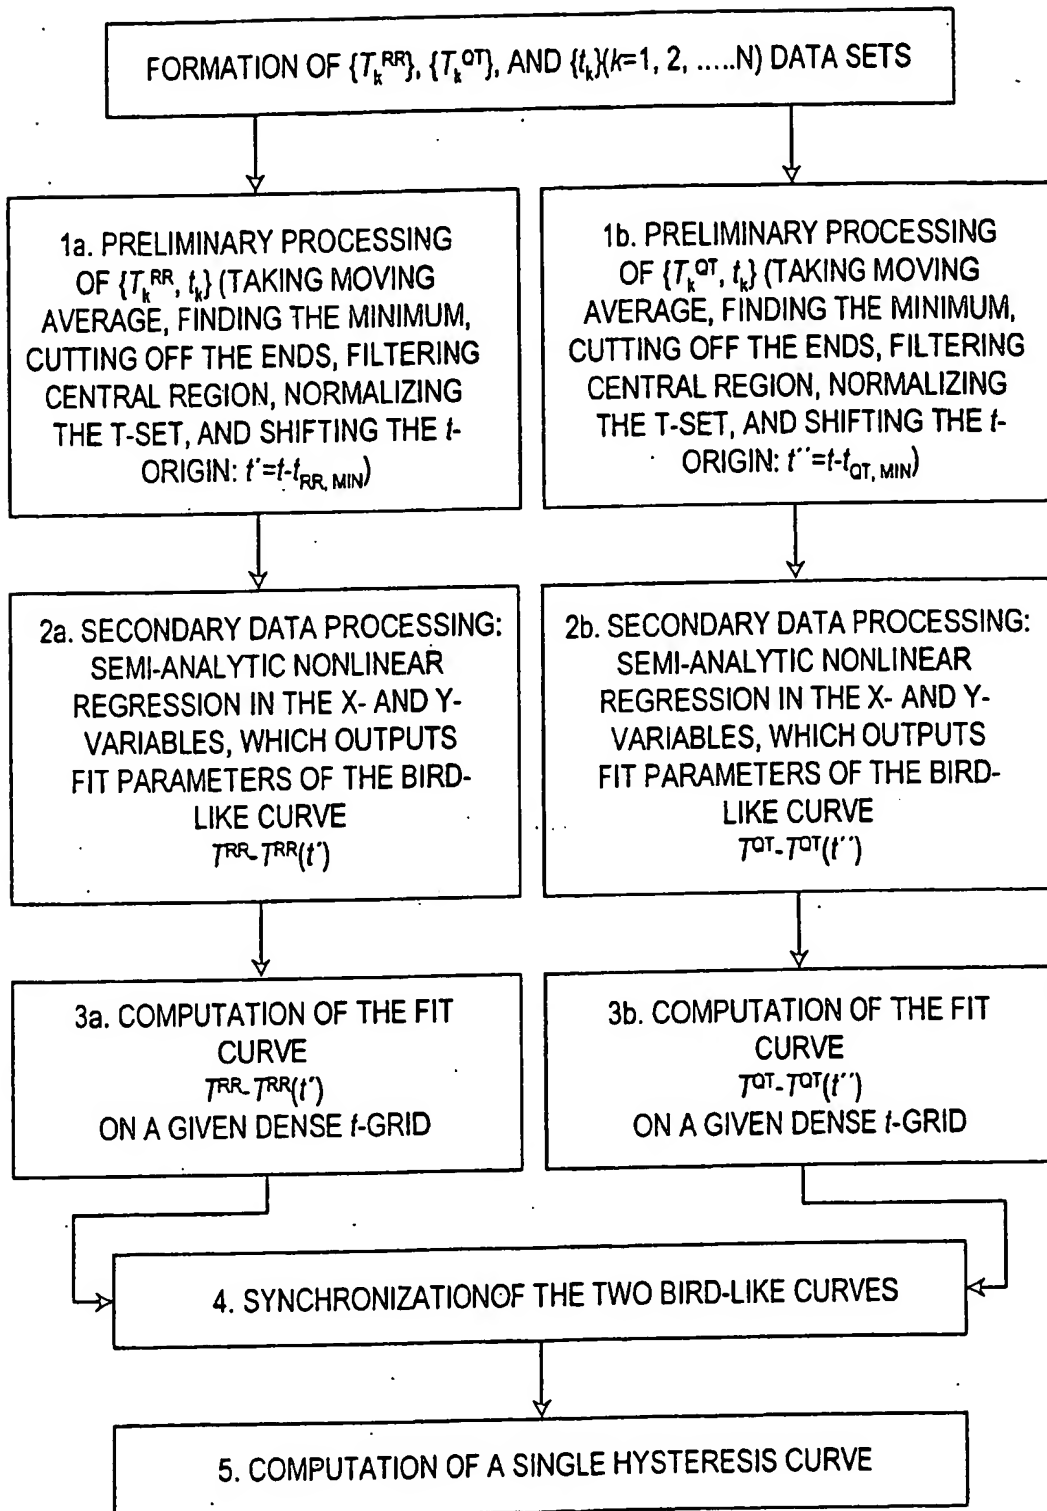 FORMATION OF {T_k^RR}, {T_k^QT}, AND {t_k}(k=1, 2, .....N) DATA SETS
1a. PRELIMINARY PROCESSING
OF {T_k^RR, t_k} (TAKING MOVING
AVERAGE, FINDING THE MINIMUM,
CUTTING OFF THE ENDS, FILTERING
CENTRAL REGION, NORMALIZING
THE T-SET, AND SHIFTING THE t-
ORIGIN: t´=t-t_RR, MIN)
1b. PRELIMINARY PROCESSING
OF {T_k^QT, t_k} (TAKING MOVING
AVERAGE, FINDING THE MINIMUM,
CUTTING OFF THE ENDS, FILTERING
CENTRAL REGION, NORMALIZING
THE T-SET, AND SHIFTING THE t-
ORIGIN: t´´=t-t_QT, MIN)
2a. SECONDARY DATA PROCESSING:
SEMI-ANALYTIC NONLINEAR
REGRESSION IN THE X- AND Y-
VARIABLES, WHICH OUTPUTS
FIT PARAMETERS OF THE BIRD-
LIKE CURVE
T^RR-T^RR(t´)
2b. SECONDARY DATA PROCESSING:
SEMI-ANALYTIC NONLINEAR
REGRESSION IN THE X- AND Y-
VARIABLES, WHICH OUTPUTS
FIT PARAMETERS OF THE BIRD-
LIKE CURVE
T^QT-T^QT(t´´)
3a. COMPUTATION OF THE FIT
CURVE
T^RR-T^RR(t´)
ON A GIVEN DENSE t-GRID
3b. COMPUTATION OF THE FIT
CURVE
T^QT-T^QT(t´´)
ON A GIVEN DENSE t-GRID
4. SYNCHRONIZATIONOF THE TWO BIRD-LIKE CURVES
5. COMPUTATION OF A SINGLE HYSTERESIS CURVE